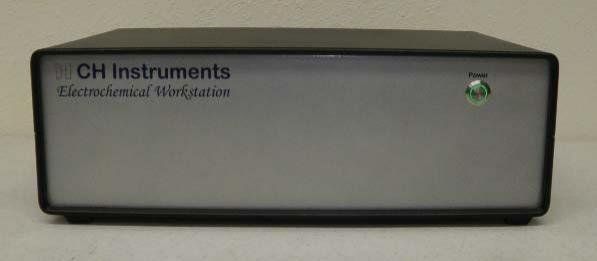 CH Instruments
Electrochemical Workstation
Power